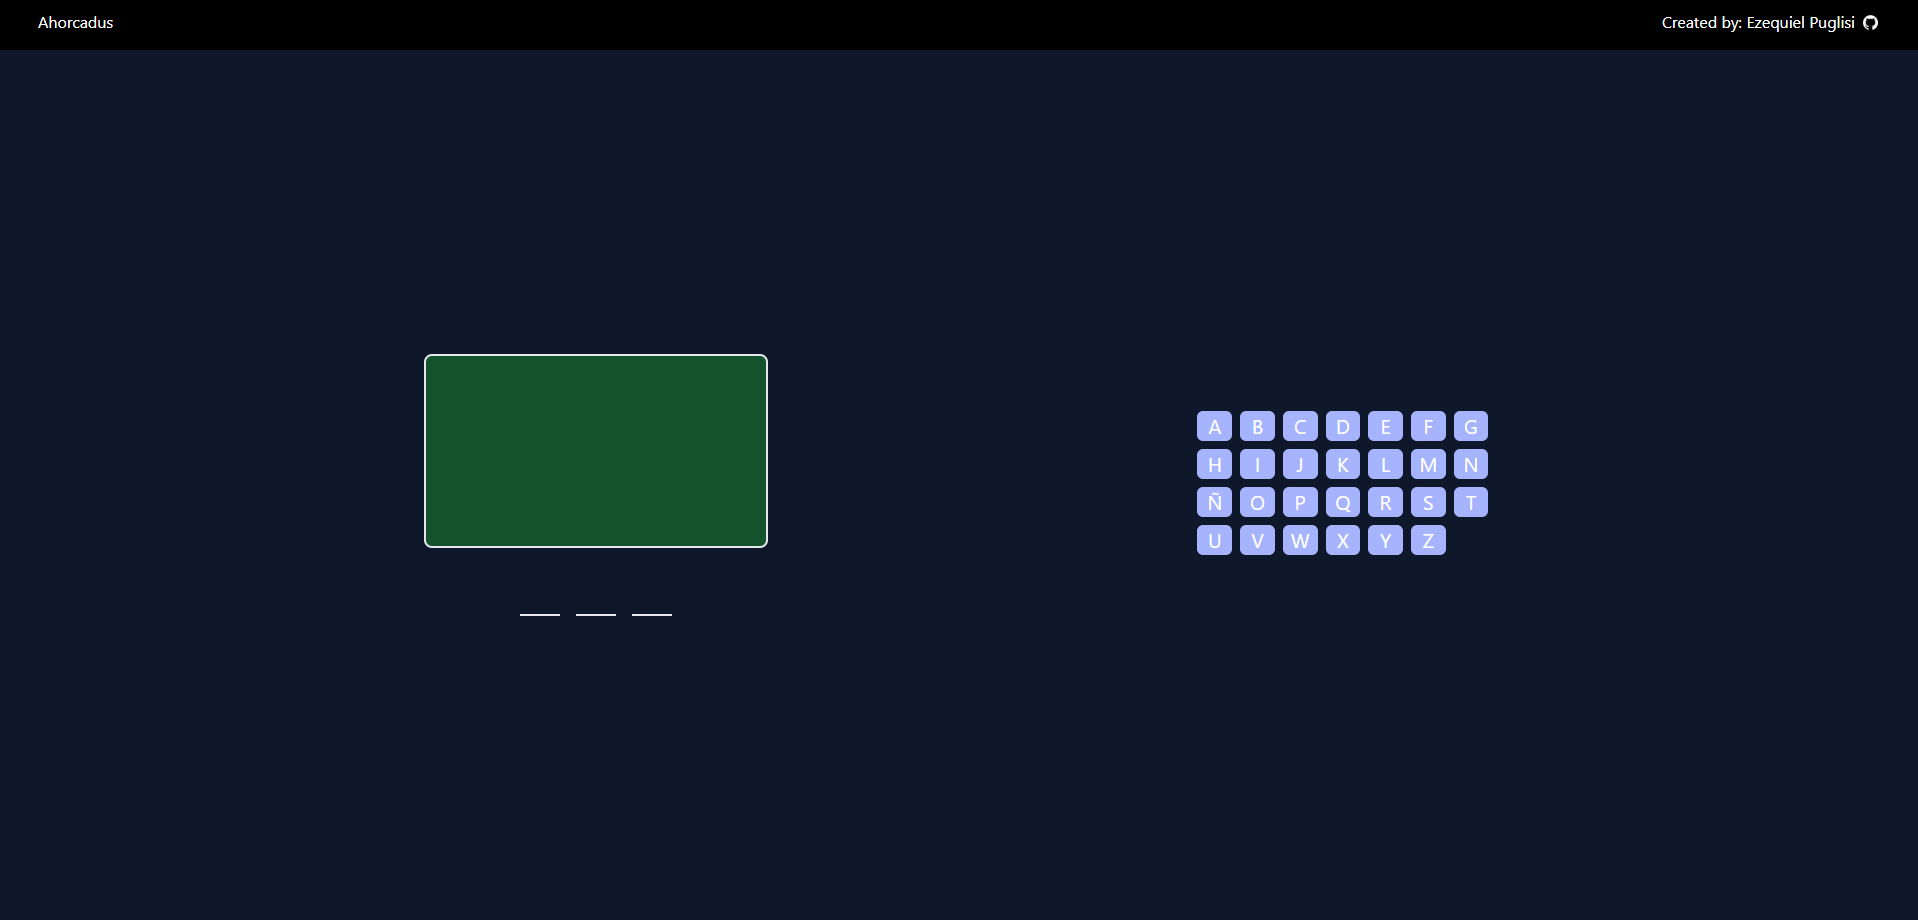 Ahorcadus
Created by: Ezequiel Puglisi
A B C D E F G
H I J K L M N
Ñ O P Q R S T
U V W X Y Z